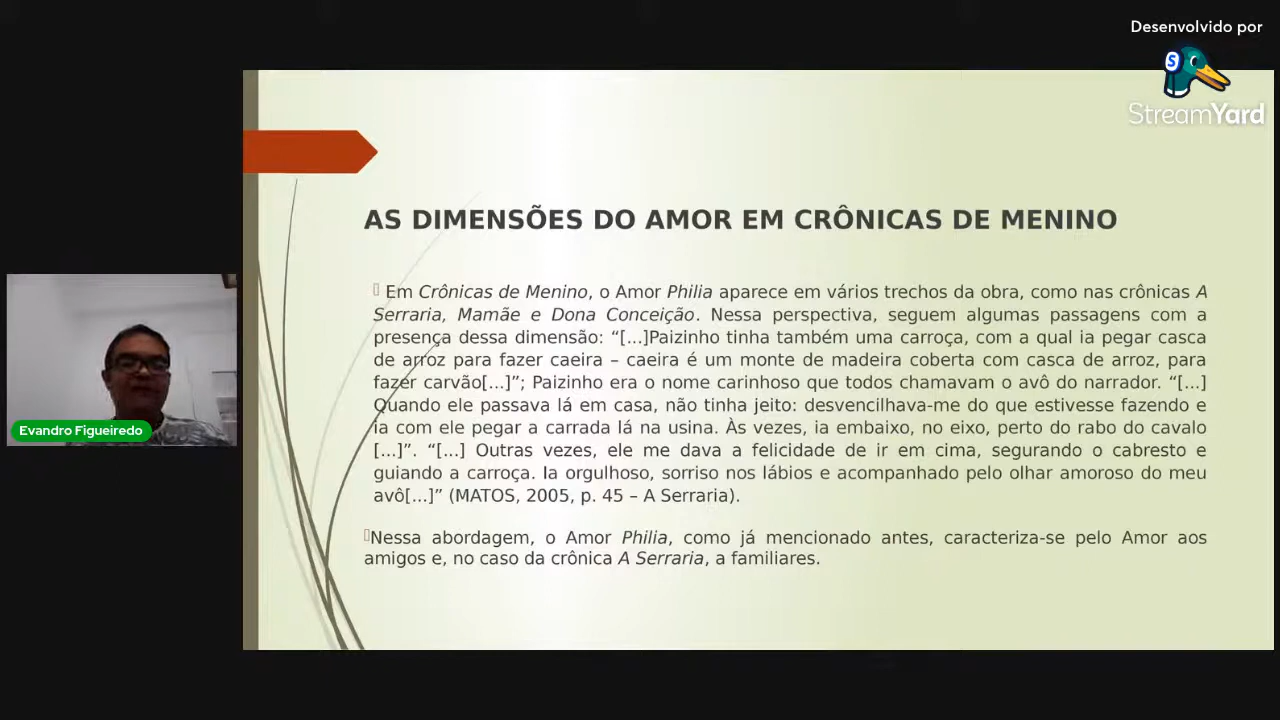 Desenvolvido por
StreamYard
AS DIMENSÕES DO AMOR EM CRÔNICAS DE MENINO
Em Crônicas de Menino, o Amor Philia aparece em vários trechos da obra, como nas crônicas A
Serraria, Mamãe e Dona Conceição. Nessa perspectiva, seguem algumas passagens com a
presença dessa dimensão: “[...]Paizinho tinha também uma carroça, com a qual ia pegar casca
de arroz para fazer caeira – caeira é um monte de madeira coberta com casca de arroz, para
fazer carvão[...]”; Paizinho era o nome carinhoso que todos chamavam o avô do narrador. “[...]
Quando ele passava lá em casa, não tinha jeito: desvencilhava-me do que estivesse fazendo e
ia com ele pegar a carrada lá na usina. Às vezes, ia embaixo, no eixo, perto do rabo do cavalo
[...]”. “[...] Outras vezes, ele me dava a felicidade de ir em cima, segurando o cabresto e
guiando a carroça. Ia orgulhoso, sorriso nos lábios e acompanhado pelo olhar amoroso do meu
avô[...]” (MATOS, 2005, p. 45 – A Serraria).
Nessa abordagem, o Amor Philia, como já mencionado antes, caracteriza-se pelo Amor aos
amigos e, no caso da crônica A Serraria, a familiares.
Evandro Figueiredo